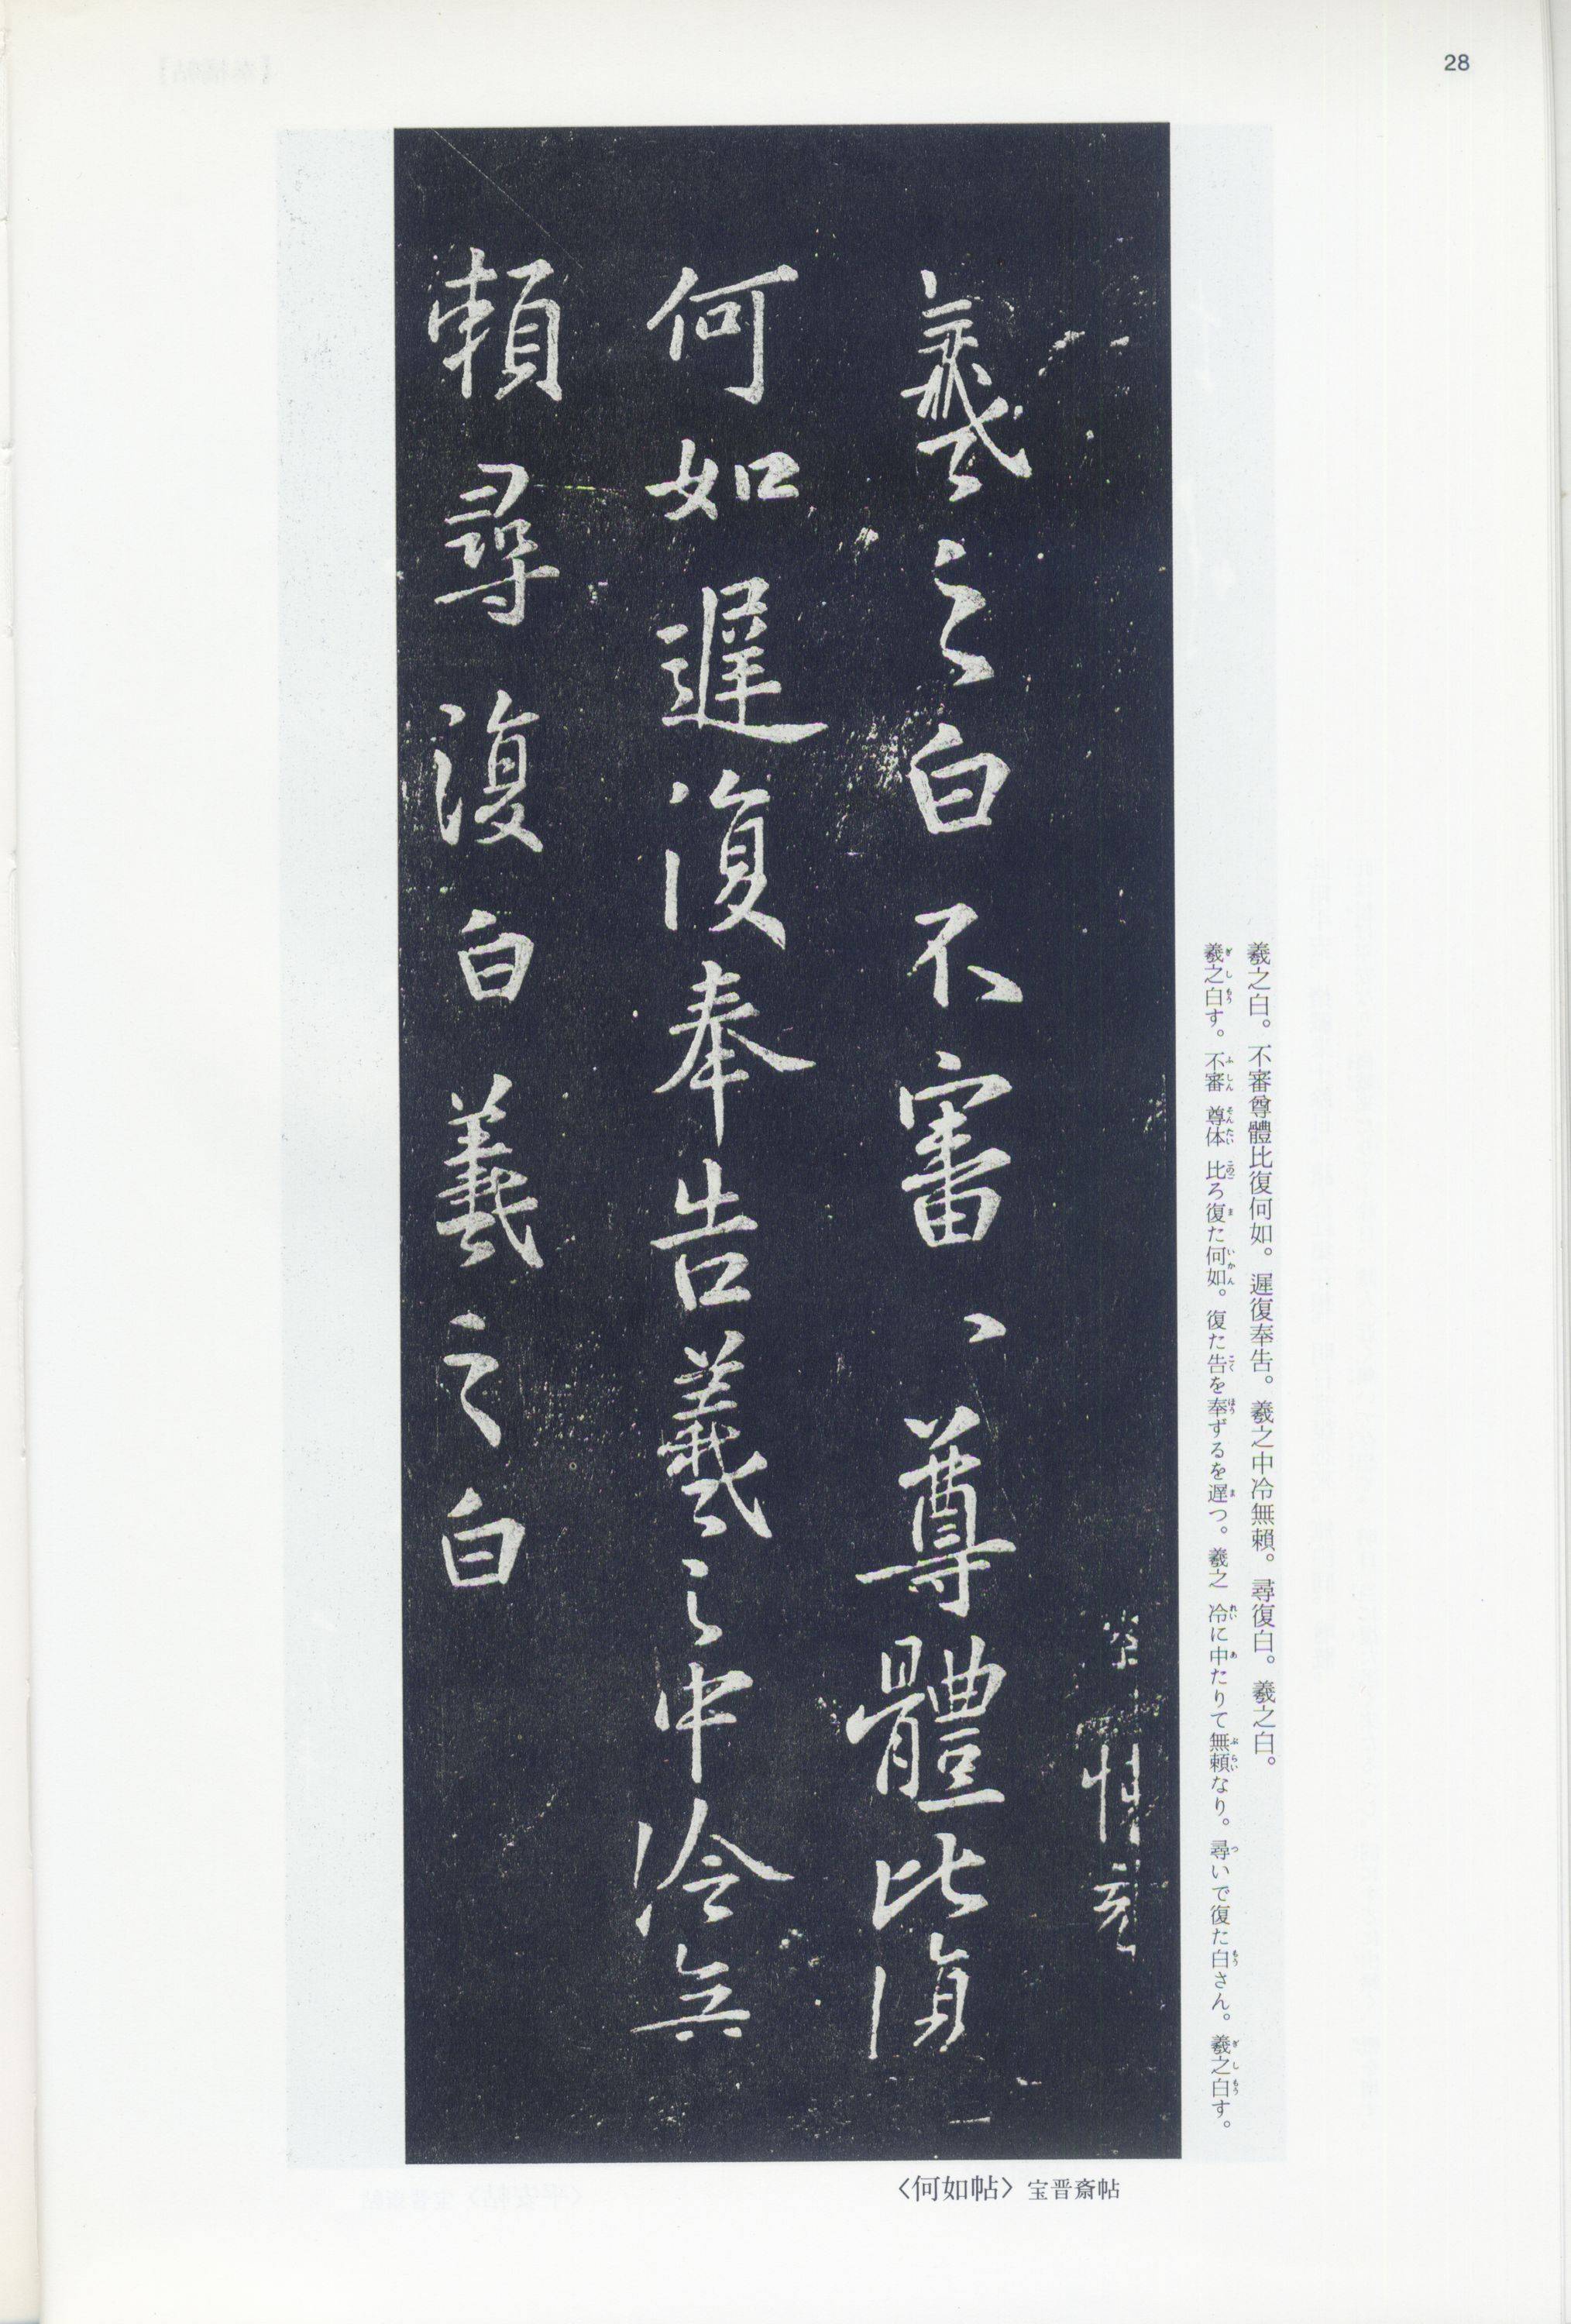 28
羲之白。不審尊體比復何如。遲復奉告。羲之中冷無賴。尋復白。羲之白。
羲之白す。不審 尊体 比ろ復た何如。復た告を奉ずるを遲つ。羲之 冷に中たりて無頼なり。尋いで復た白さん。羲之白す。
羲之白不審、尊體比復
何如遲復奉告羲之中冷無
賴尋復白羲之白
〈何如帖〉宝晋斎帖